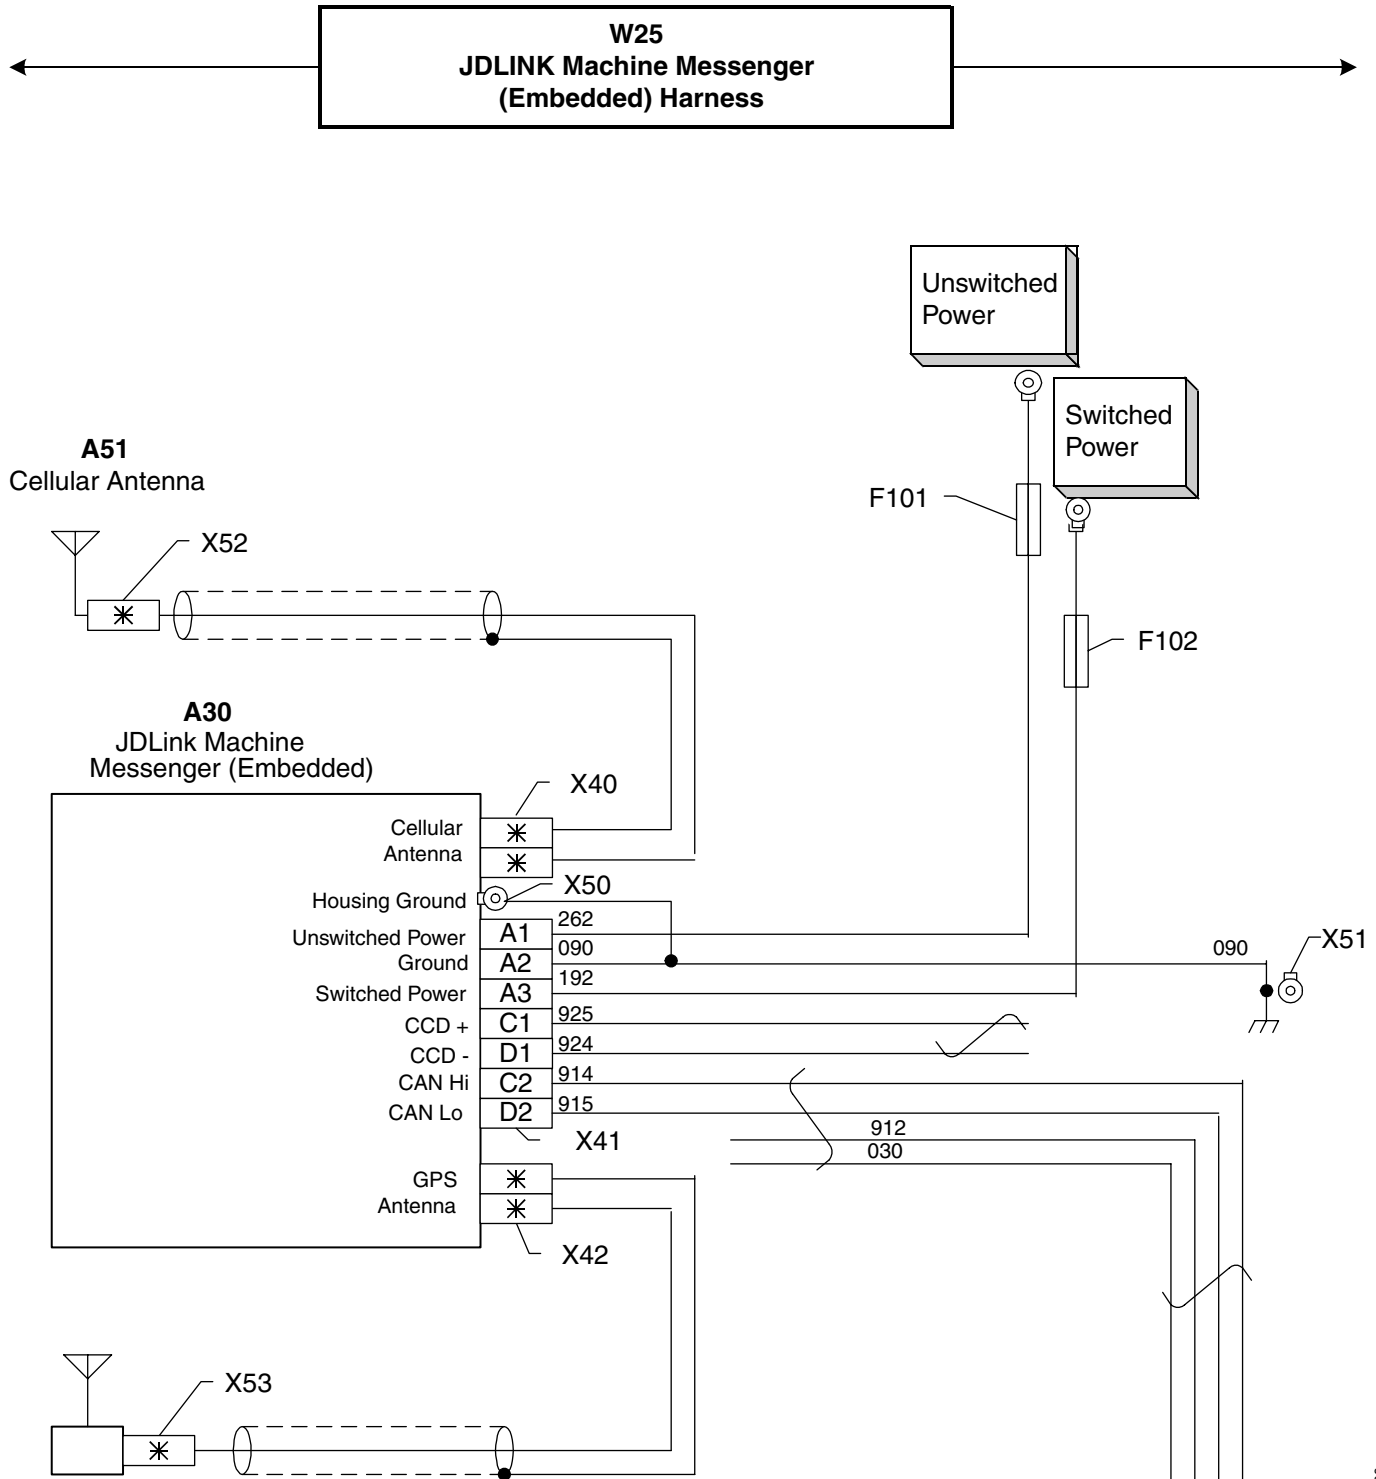 W25
JDLINK Machine Messenger
(Embedded) Harness
Unswitched
Power
Switched
Power
A51
Cellular Antenna
F101
X52
F102
A30
JDLink Machine
Messenger (Embedded)
X40
Cellular
Antenna
X50
Housing Ground
262
Unswitched Power A1
090
Ground A2
090
X51
192
Switched Power A3
925
CCD + C1
924
CCD - D1
914
CAN Hi C2
915
CAN Lo D2
912
X41
030
GPS
Antenna
X42
X53